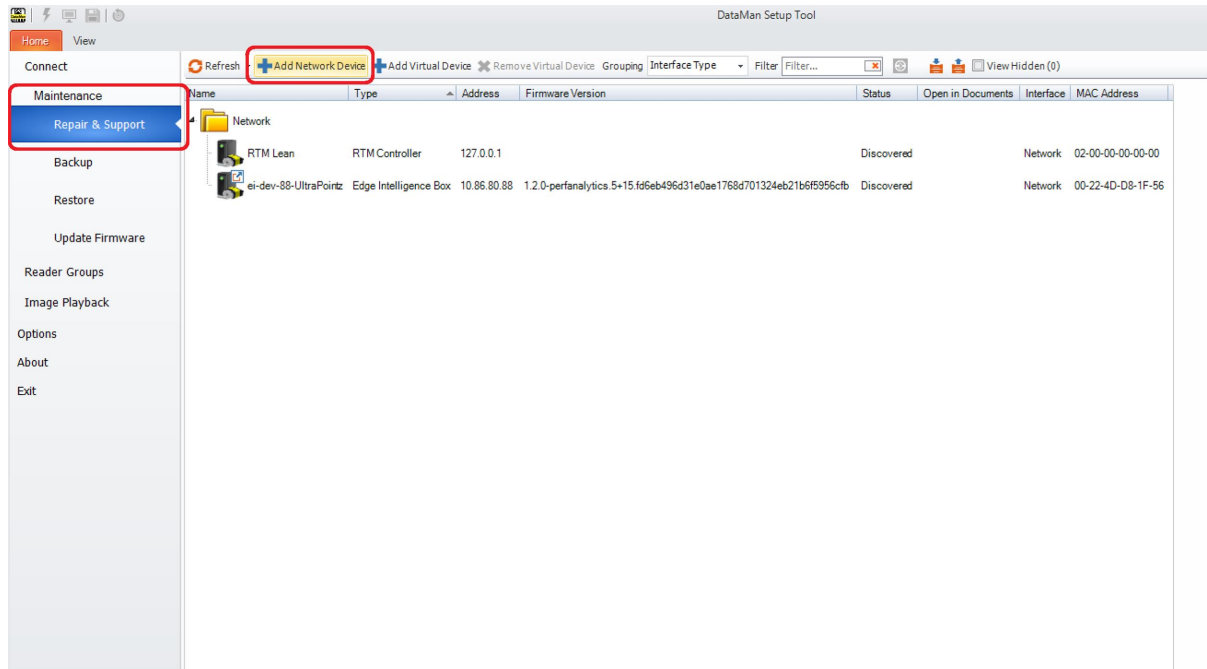 DataMan Setup Tool
Home View
Connect
Maintenance
Repair & Support
Backup
Restore
Update Firmware
Reader Groups
Image Playback
Options
About
Exit
Refresh Add Network Device Add Virtual Device Remove Virtual Device Grouping Interface Type Filter Filter... View Hidden (0)
Name Type Address Firmware Version Status Open in Documents Interface MAC Address
Network
RTM Lean RTM Controller 127.0.0.1 Discovered Network 02-00-00-00-00-00
ei-dev-88-UltraPointz Edge Intelligence Box 10.86.80.88 1.2.0-perfanalytics.5+15.fd6eb496d31e0ae1768d701324eb21b6f5956cfb Discovered Network 00-22-4D-D8-1F-56